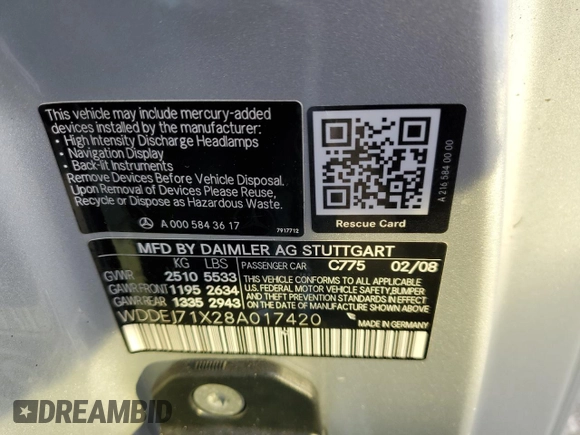 This vehicle may include mercury-added
devices installed by the manufacturer:
• High Intensity Discharge Headlamps
• Navigation Display
• Back-lit Instruments
Remove Devices Before Vehicle Disposal.
Upon Removal of Devices Please Reuse,
Recycle or Dispose as Hazardous Waste.
A 000 584 36 17
7917712
Rescue Card
A 216 584 00 00
MFD BY DAIMLER AG STUTTGART
KG LBS PASSENGER CAR C775 02/08
GVWR 2510 5533
GAWR FRONT 1195 2634
GAWR REAR 1335 2943
THIS VEHICLE CONFORMS TO ALL
APPLICABLE U.S. FEDERAL
MOTOR VEHICLE SAFETY, BUMPER
AND THEFT PREVENTION
STANDARDS IN EFFECT ON THE
DATE OF MANUFACTURE
SHOWN ABOVE.
WDDEJ71X28A017420
MADE IN GERMANY
DREAMBID